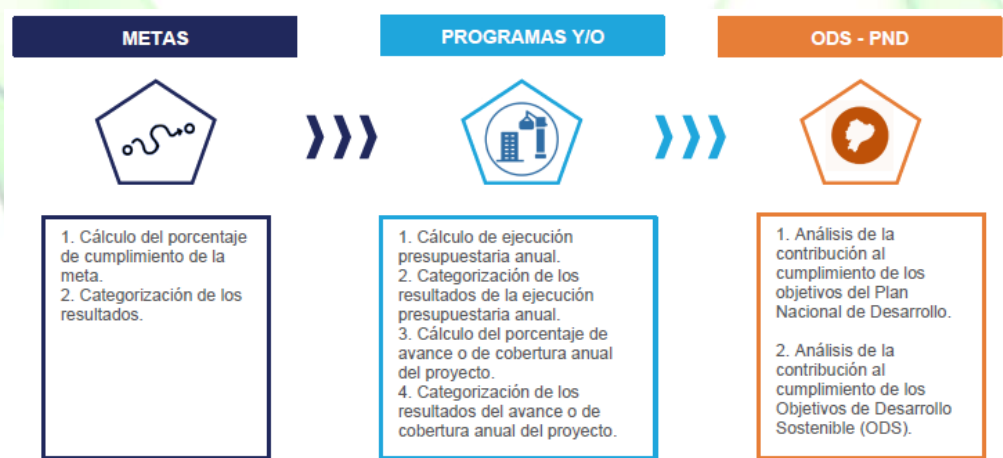 METAS
PROGRAMAS Y/O
ODS - PND
1. Cálculo del porcentaje
de cumplimiento de la
meta.
2. Categorización de los
resultados.
1. Cálculo de ejecución
presupuestaria anual.
2. Categorización de los
resultados de la ejecución
presupuestaria anual.
3. Cálculo del porcentaje de
avance o de cobertura anual
del proyecto.
4. Categorización de los
resultados del avance o de
cobertura anual del proyecto.
1. Análisis de la
contribución al
cumplimiento de los
objetivos del Plan
Nacional de Desarrollo.
2. Análisis de la
contribución al
cumplimiento de los
Objetivos de Desarrollo
Sostenible (ODS).